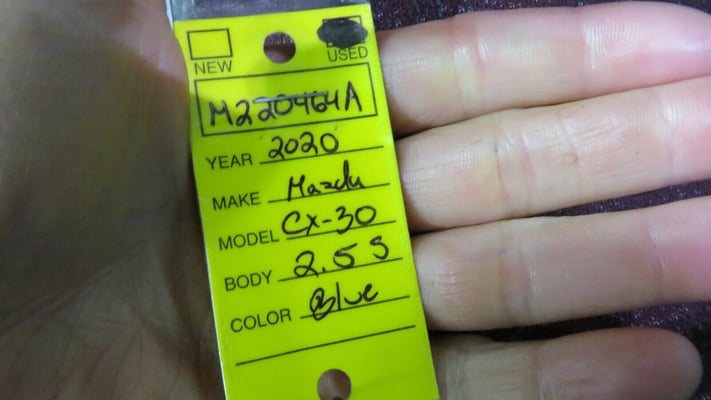 NEW USED
M220464A
YEAR 2020
MAKE Mazda
MODEL CX-30
BODY 2.5 S
COLOR Blue